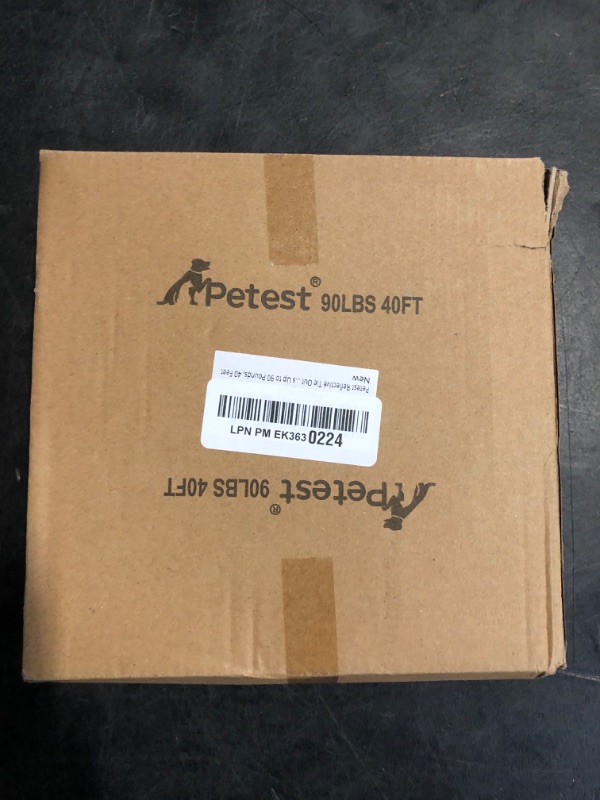 Petest® 90LBS 40FT
Petest Reflective Tie Out ...s Up to 90 Pounds, 40 Feet
New
LPN PM EK3630224
Petest® 90LBS 40FT